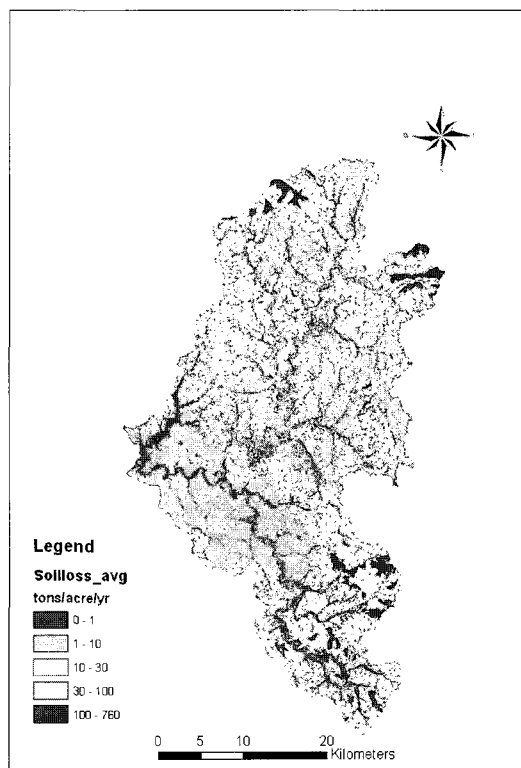 Legend
Soilloss_avg
tons/acre/yr
0 - 1
1 - 10
10 - 30
30 - 100
100 - 760
0 5 10 20
Kilometers